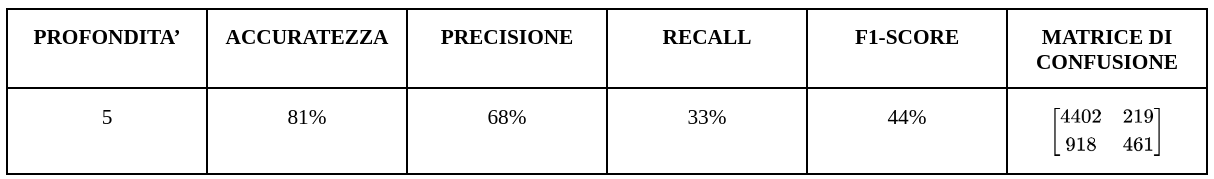 PROFONDITA’ ACCURATEZZA PRECISIONE RECALL F1-SCORE MATRICE DI CONFUSIONE
5 81% 68% 33% 44% [4402 219
918 461]